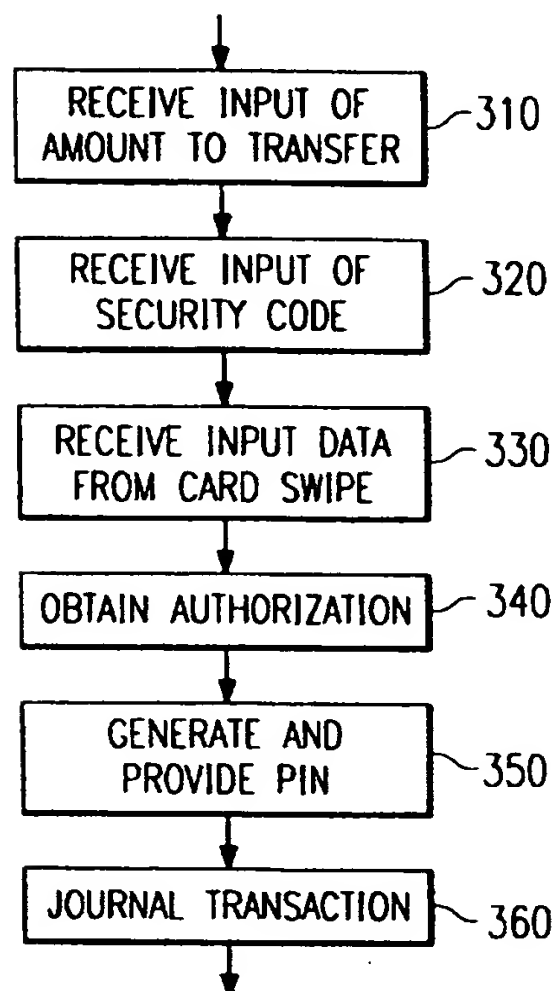 RECEIVE INPUT OF
AMOUNT TO TRANSFER
310
RECEIVE INPUT OF
SECURITY CODE
320
RECEIVE INPUT DATA
FROM CARD SWIPE
330
OBTAIN AUTHORIZATION
340
GENERATE AND
PROVIDE PIN
350
JOURNAL TRANSACTION
360